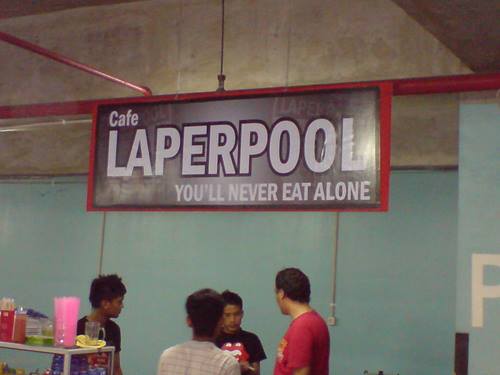 Cafe
LAPERPOOL
YOU'LL NEVER EAT ALONE
P